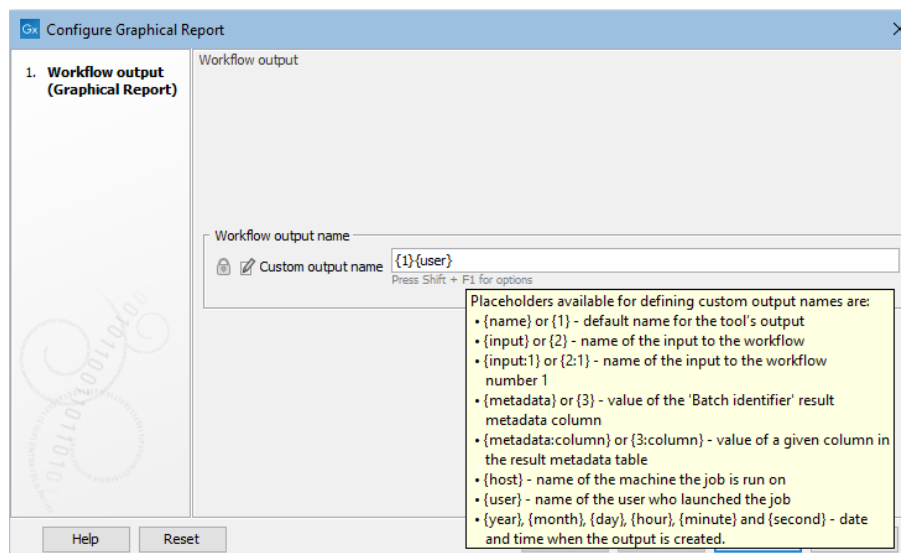 Gx Configure Graphical Report
1. Workflow output
(Graphical Report)
Workflow output
Workflow output name
Custom output name {1}{user}
Press Shift + F1 for options
Placeholders available for defining custom output names are:
• {name} or {1} - default name for the tool's output
• {input} or {2} - name of the input to the workflow
• {input:1} or {2:1} - name of the input to the workflow
number 1
• {metadata} or {3} - value of the 'Batch identifier' result
metadata column
• {metadata:column} or {3:column} - value of a given column in
the result metadata table
• {host} - name of the machine the job is run on
• {user} - name of the user who launched the job
• {year}, {month}, {day}, {hour}, {minute} and {second} - date
and time when the output is created.
Help Reset